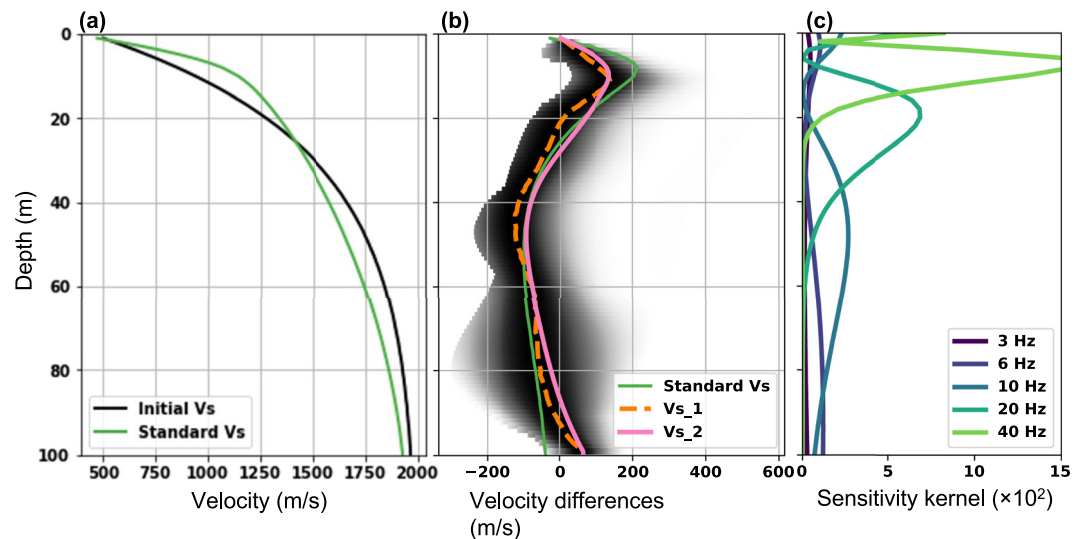 (a)
(b)
(c)
Depth (m)
0
20
40
60
80
100
Initial Vs
Standard Vs
500 750 1000 1250 1500 1750 2000
Velocity (m/s)
Standard Vs
Vs_1
Vs_2
−200 0 200 400 600
Velocity differences
(m/s)
3 Hz
6 Hz
10 Hz
20 Hz
40 Hz
0 5 10 15
Sensitivity kernel (×10²)